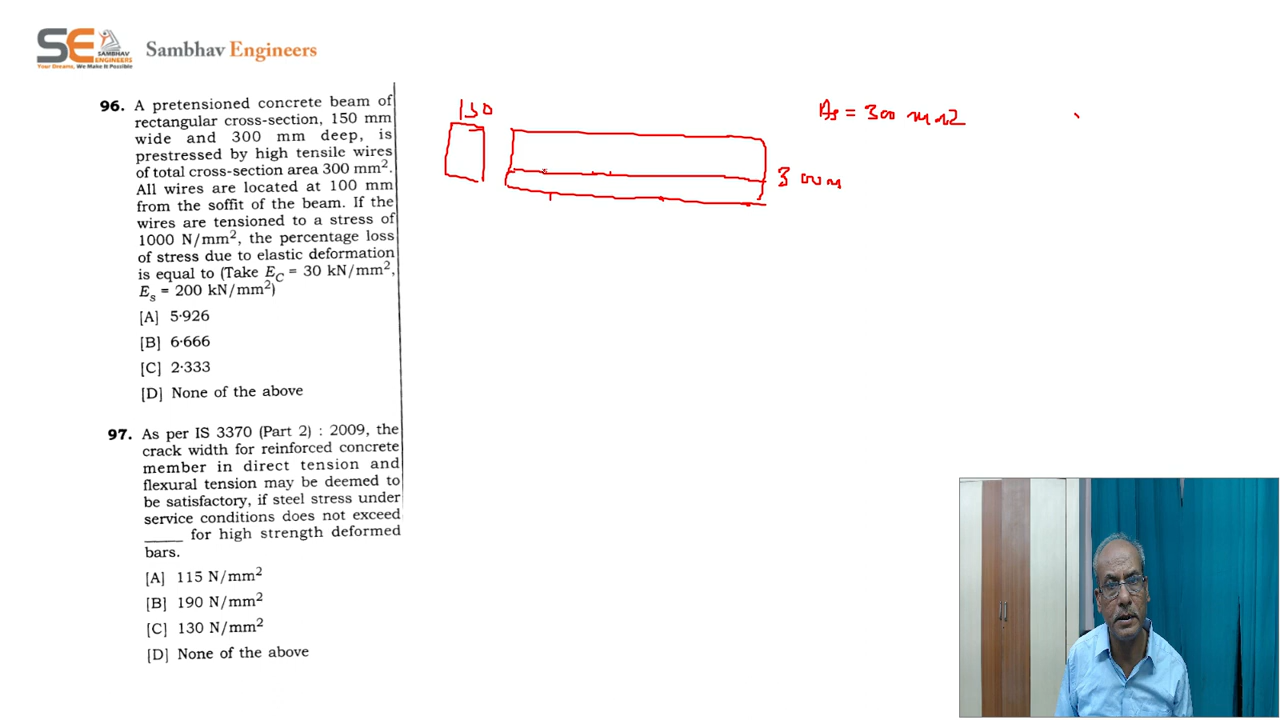 SE
SAMBHAV
ENGINEERS
Your Dreams, We Make It Possible
Sambhav Engineers
96. A pretensioned concrete beam of
rectangular cross-section, 150 mm
wide and 300 mm deep, is
prestressed by high tensile wires
of total cross-section area 300 mm².
All wires are located at 100 mm
from the soffit of the beam. If the
wires are tensioned to a stress of
1000 N/mm², the percentage loss
of stress due to elastic deformation
is equal to (Take E_C = 30 kN/mm²,
E_s = 200 kN/mm²)
[A] 5·926
[B] 6·666
[C] 2·333
[D] None of the above
97. As per IS 3370 (Part 2) : 2009, the
crack width for reinforced concrete
member in direct tension and
flexural tension may be deemed to
be satisfactory, if steel stress under
service conditions does not exceed
_____ for high strength deformed
bars.
[A] 115 N/mm²
[B] 190 N/mm²
[C] 130 N/mm²
[D] None of the above
150
As = 300 mm2
300m